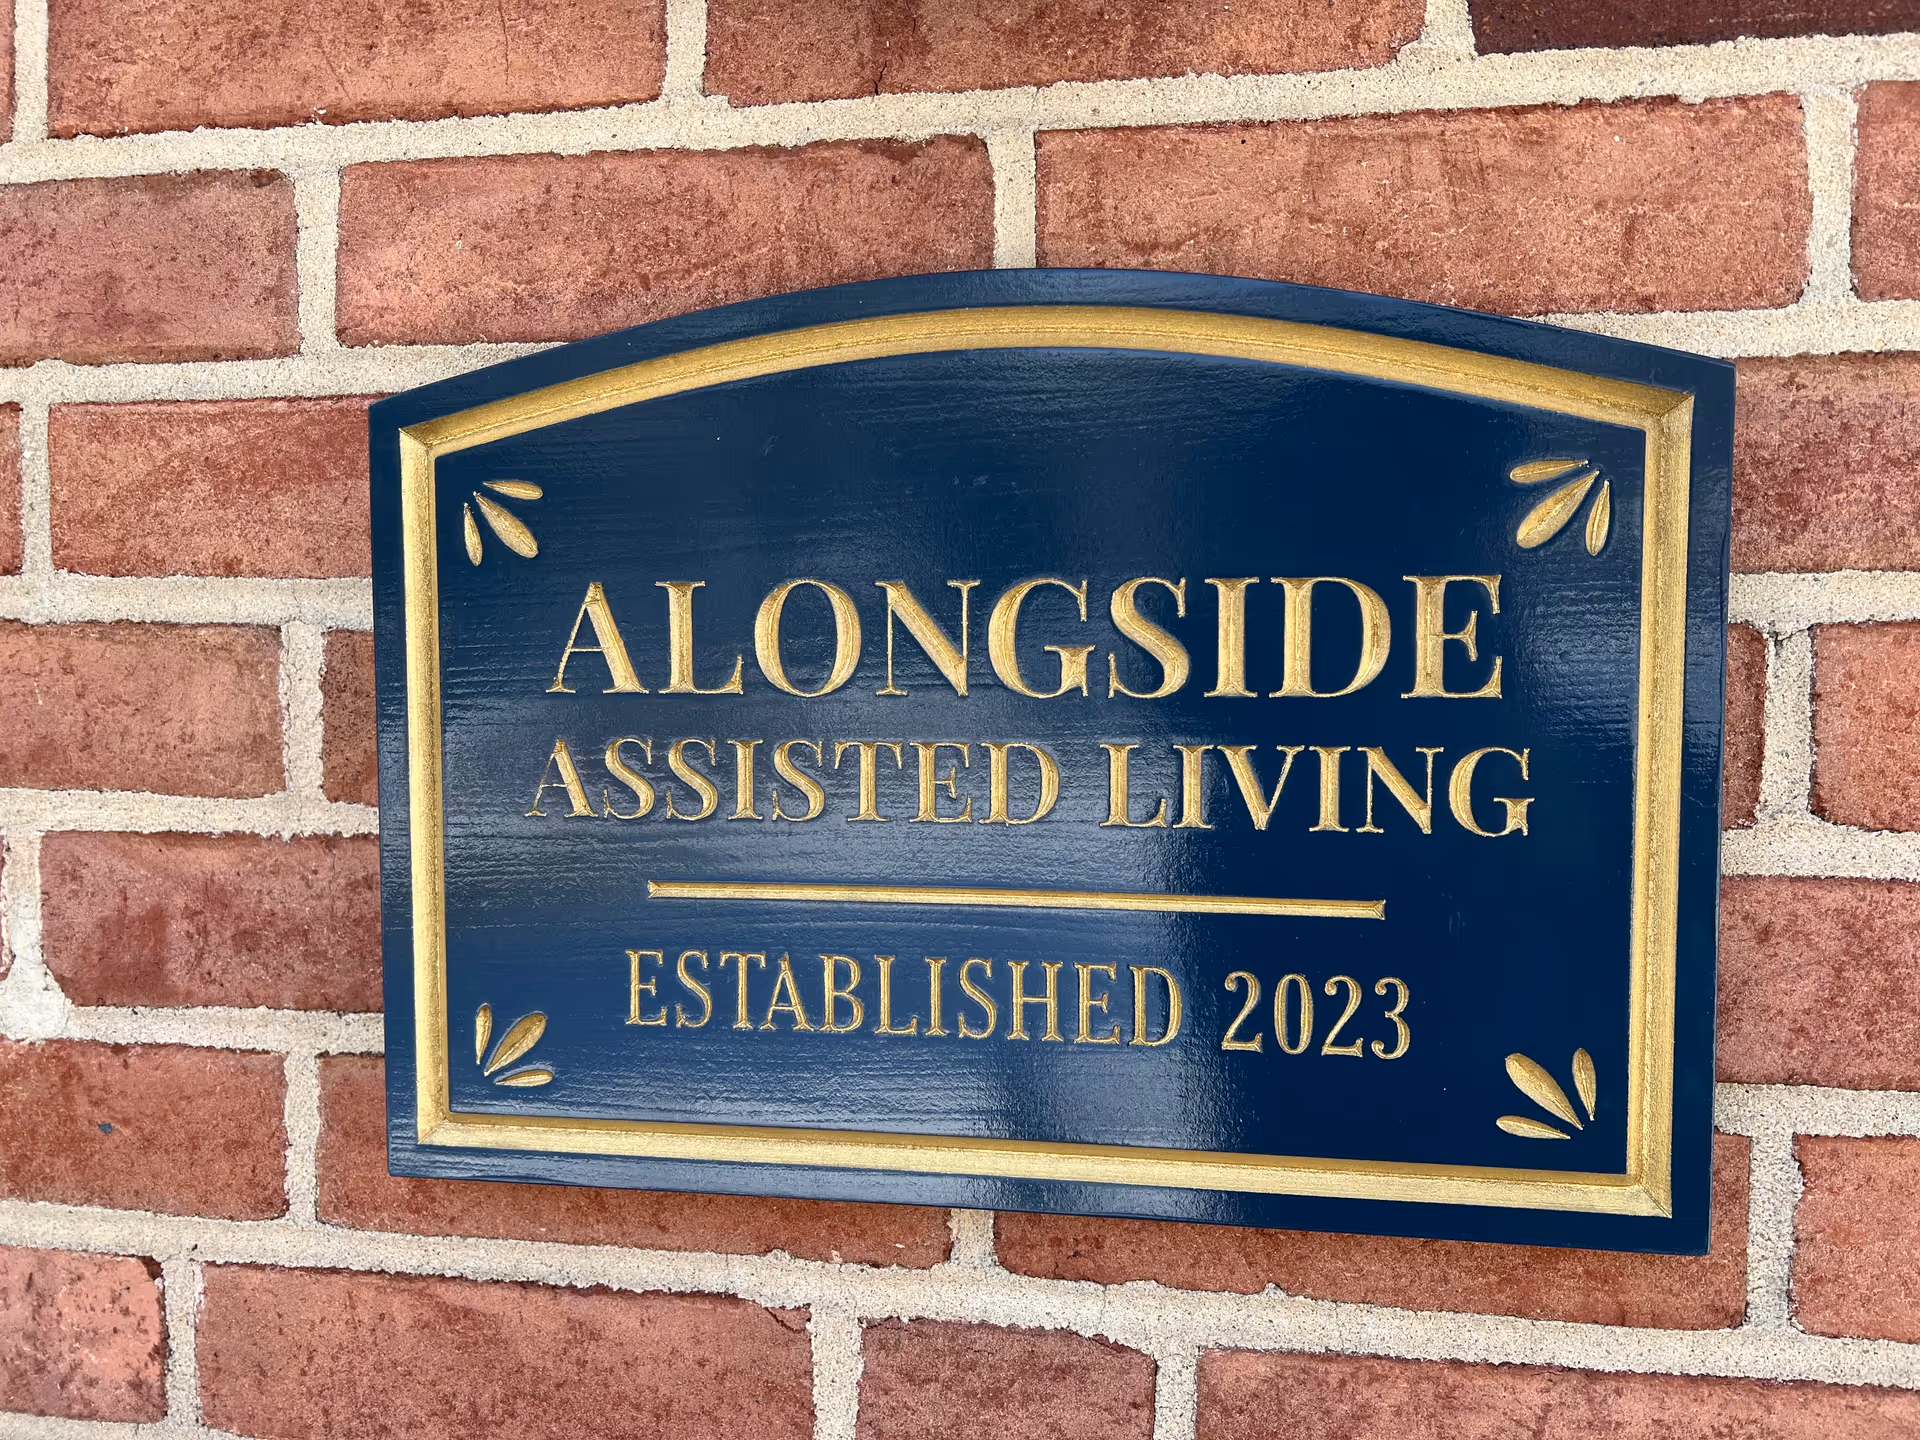 ALONGSIDE
ASSISTED LIVING
ESTABLISHED 2023